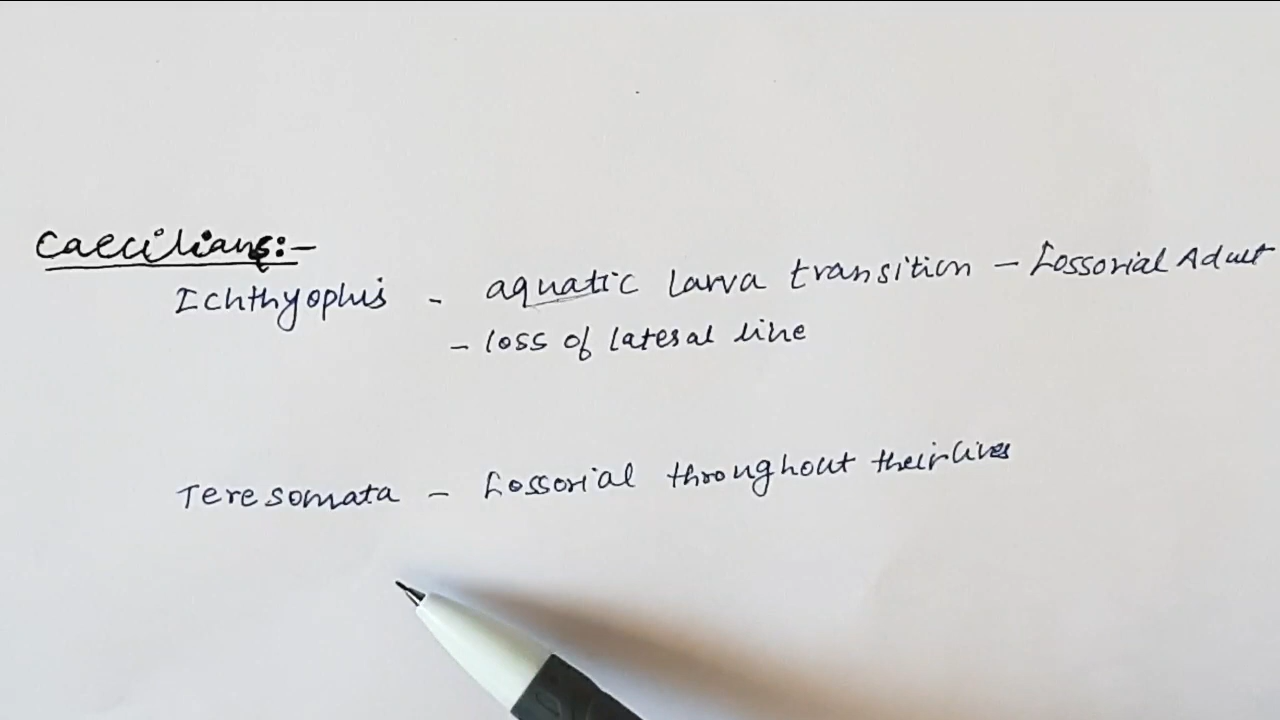 Caecilians:-
Ichthyophis - aquatic larva transition - fossorial Adult
- loss of lateral line
Teresomata - fossorial throughout their lives